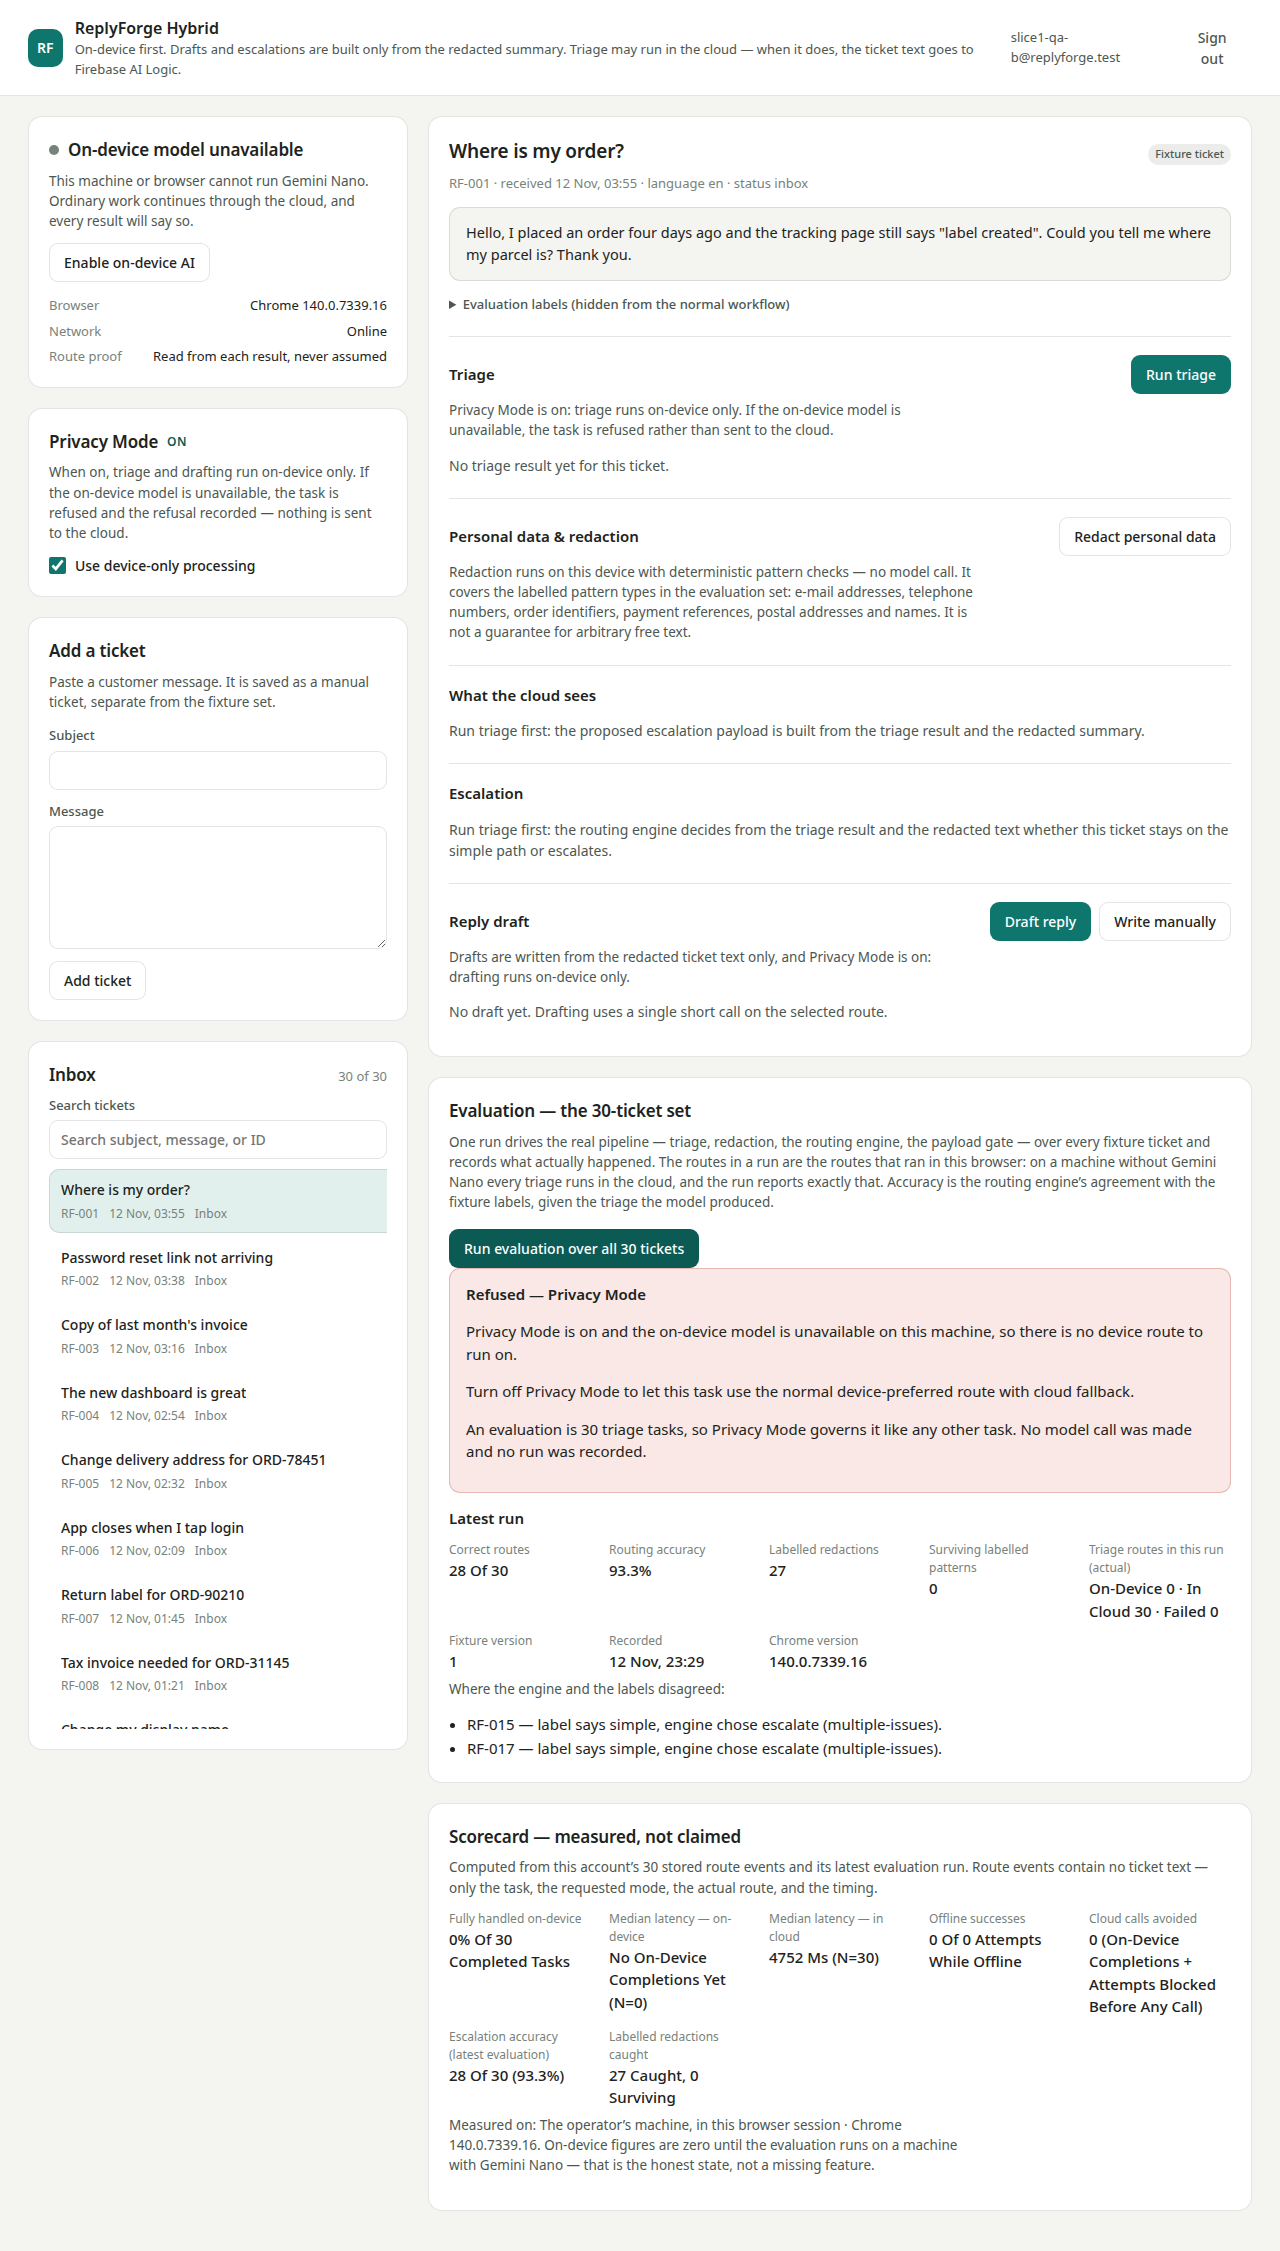 RF
ReplyForge Hybrid
On-device first. Drafts and escalations are built only from the redacted summary. Triage may run in the cloud — when it does, the ticket text goes to
Firebase AI Logic.
slice1-qa-
b@replyforge.test
Sign
out
On-device model unavailable
This machine or browser cannot run Gemini Nano.
Ordinary work continues through the cloud, and
every result will say so.
Enable on-device AI
Browser Chrome 140.0.7339.16
Network Online
Route proof Read from each result, never assumed
Privacy Mode ON
When on, triage and drafting run on-device only. If
the on-device model is unavailable, the task is
refused and the refusal recorded — nothing is sent
to the cloud.
Use device-only processing
Add a ticket
Paste a customer message. It is saved as a manual
ticket, separate from the fixture set.
Subject
Message
Add ticket
Inbox 30 of 30
Search tickets
Search subject, message, or ID
Where is my order?
RF-001 12 Nov, 03:55 Inbox
Password reset link not arriving
RF-002 12 Nov, 03:38 Inbox
Copy of last month's invoice
RF-003 12 Nov, 03:16 Inbox
The new dashboard is great
RF-004 12 Nov, 02:54 Inbox
Change delivery address for ORD-78451
RF-005 12 Nov, 02:32 Inbox
App closes when I tap login
RF-006 12 Nov, 02:09 Inbox
Return label for ORD-90210
RF-007 12 Nov, 01:45 Inbox
Tax invoice needed for ORD-31145
RF-008 12 Nov, 01:21 Inbox
Change my display name
Where is my order?
Fixture ticket
RF-001 · received 12 Nov, 03:55 · language en · status inbox
Hello, I placed an order four days ago and the tracking page still says "label created". Could you tell me where
my parcel is? Thank you.
Evaluation labels (hidden from the normal workflow)
Triage
Run triage
Privacy Mode is on: triage runs on-device only. If the on-device model is
unavailable, the task is refused rather than sent to the cloud.
No triage result yet for this ticket.
Personal data & redaction
Redact personal data
Redaction runs on this device with deterministic pattern checks — no model call. It
covers the labelled pattern types in the evaluation set: e-mail addresses, telephone
numbers, order identifiers, payment references, postal addresses and names. It is
not a guarantee for arbitrary free text.
What the cloud sees
Run triage first: the proposed escalation payload is built from the triage result and the redacted summary.
Escalation
Run triage first: the routing engine decides from the triage result and the redacted text whether this ticket stays on the
simple path or escalates.
Reply draft
Draft reply
Write manually
Drafts are written from the redacted ticket text only, and Privacy Mode is on:
drafting runs on-device only.
No draft yet. Drafting uses a single short call on the selected route.
Evaluation — the 30-ticket set
One run drives the real pipeline — triage, redaction, the routing engine, the payload gate — over every fixture ticket and
records what actually happened. The routes in a run are the routes that ran in this browser: on a machine without Gemini
Nano every triage runs in the cloud, and the run reports exactly that. Accuracy is the routing engine's agreement with the
fixture labels, given the triage the model produced.
Run evaluation over all 30 tickets
Refused — Privacy Mode
Privacy Mode is on and the on-device model is unavailable on this machine, so there is no device route to
run on.
Turn off Privacy Mode to let this task use the normal device-preferred route with cloud fallback.
An evaluation is 30 triage tasks, so Privacy Mode governs it like any other task. No model call was made
and no run was recorded.
Latest run
Correct routes
28 Of 30
Routing accuracy
93.3%
Labelled redactions
27
Surviving labelled
patterns
0
Triage routes in this run
(actual)
On-Device 0 · In
Cloud 30 · Failed 0
Fixture version
1
Recorded
12 Nov, 23:29
Chrome version
140.0.7339.16
Where the engine and the labels disagreed:
• RF-015 — label says simple, engine chose escalate (multiple-issues).
• RF-017 — label says simple, engine chose escalate (multiple-issues).
Scorecard — measured, not claimed
Computed from this account's 30 stored route events and its latest evaluation run. Route events contain no ticket text —
only the task, the requested mode, the actual route, and the timing.
Fully handled on-device
0% Of 30
Completed Tasks
Median latency — on-
device
No On-Device
Completions Yet
(N=0)
Median latency — in
cloud
4752 Ms (N=30)
Offline successes
0 Of 0 Attempts
While Offline
Cloud calls avoided
0 (On-Device
Completions +
Attempts Blocked
Before Any Call)
Escalation accuracy
(latest evaluation)
28 Of 30 (93.3%)
Labelled redactions
caught
27 Caught, 0
Surviving
Measured on: The operator's machine, in this browser session · Chrome
140.0.7339.16. On-device figures are zero until the evaluation runs on a machine
with Gemini Nano — that is the honest state, not a missing feature.